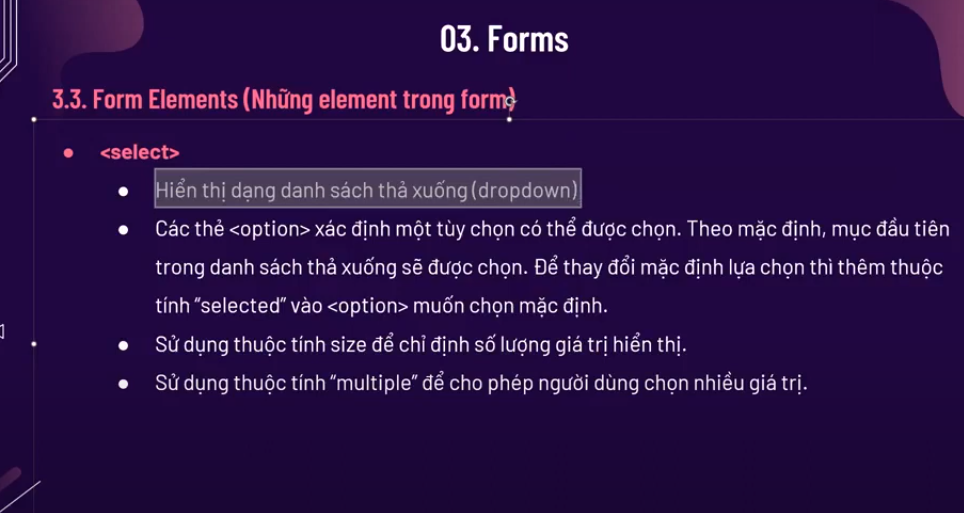 03. Forms
3.3. Form Elements (Những element trong form)
<select>
Hiển thị dạng danh sách thả xuống (dropdown)
Các thẻ <option> xác định một tùy chọn có thể được chọn. Theo mặc định, mục đầu tiên
trong danh sách thả xuống sẽ được chọn. Để thay đổi mặc định lựa chọn thì thêm thuộc
tính “selected” vào <option> muốn chọn mặc định.
Sử dụng thuộc tính size để chỉ định số lượng giá trị hiển thị.
Sử dụng thuộc tính “multiple” để cho phép người dùng chọn nhiều giá trị.